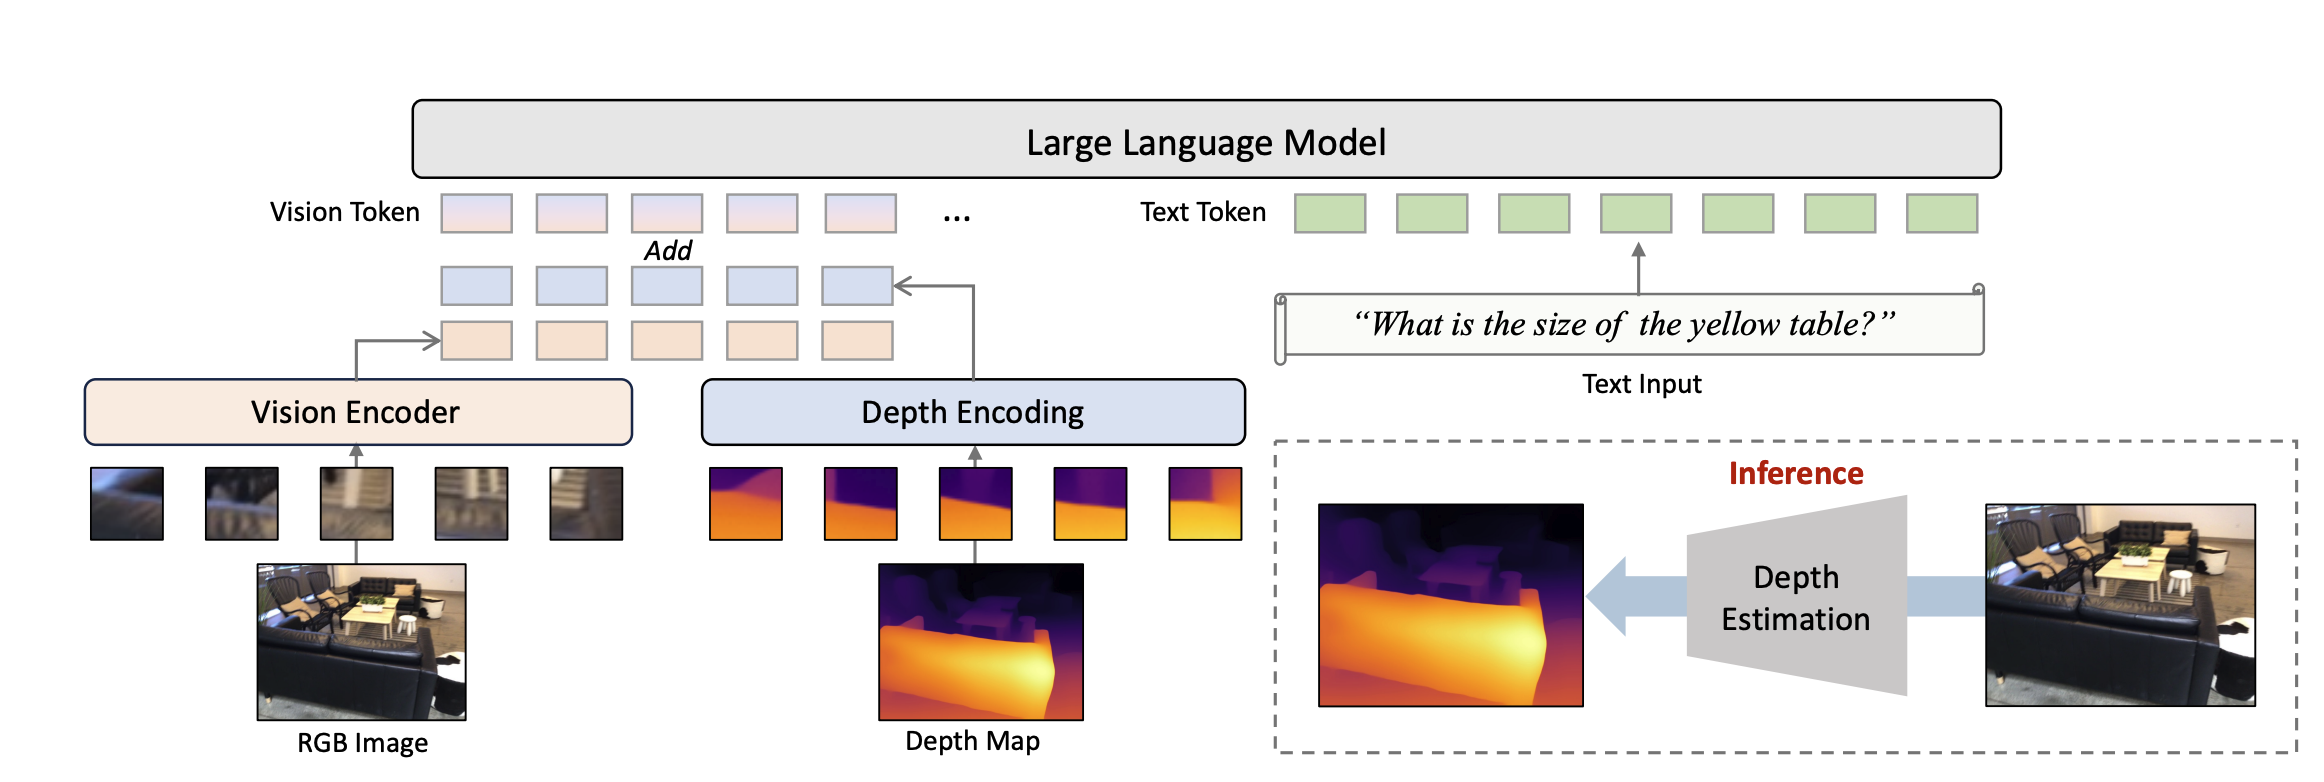 Large Language Model
Vision Token
...
Text Token
Add
“What is the size of the yellow table?”
Text Input
Vision Encoder
Depth Encoding
Inference
Depth
Estimation
RGB Image
Depth Map